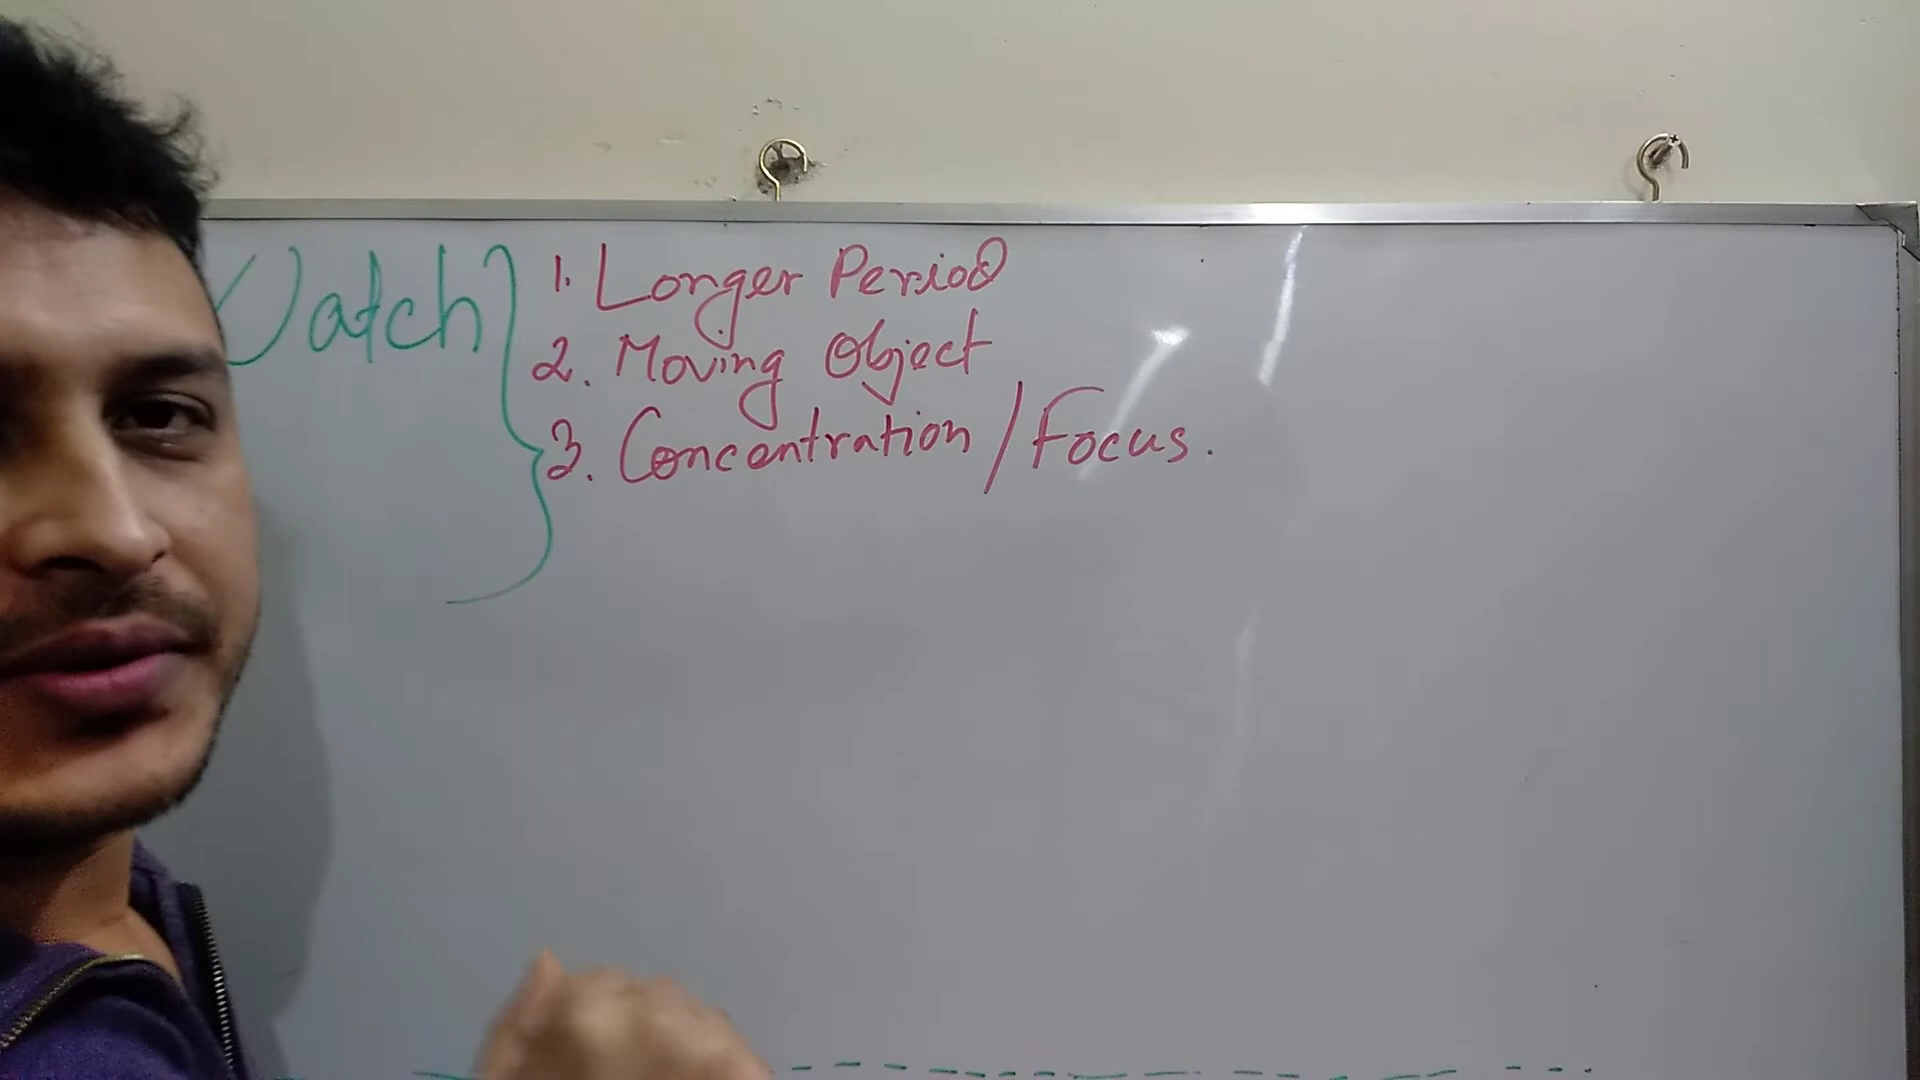 Watch
1. Longer Period
2. Moving Object
3. Concentration / Focus.